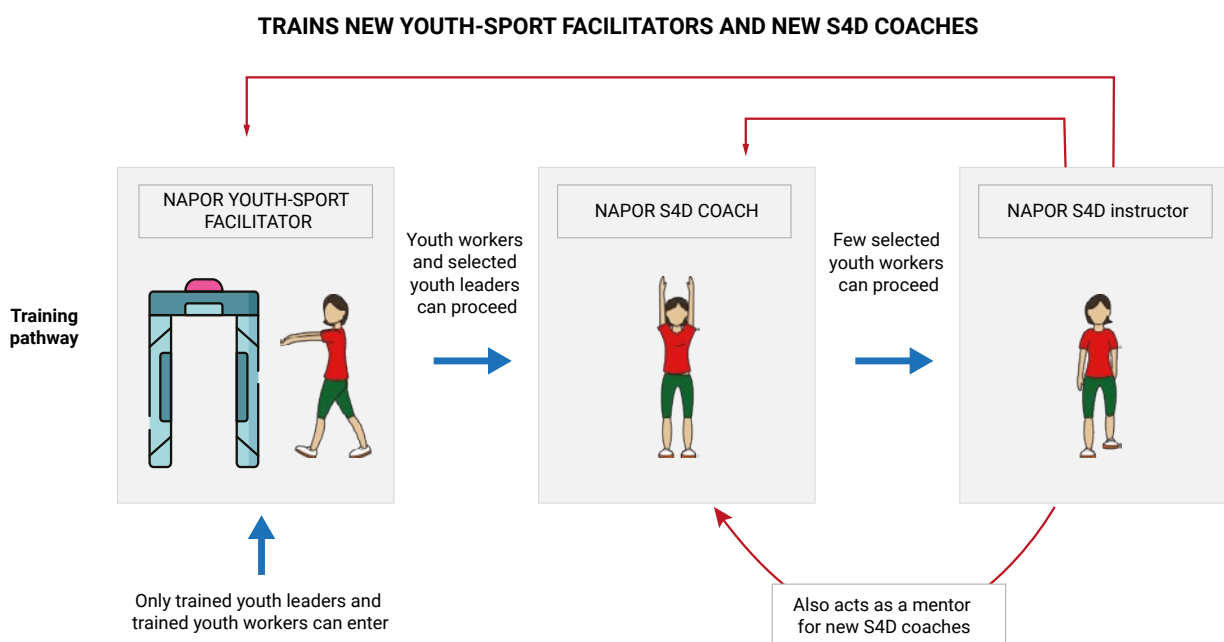 TRAINS NEW YOUTH-SPORT FACILITATORS AND NEW S4D COACHES
NAPOR YOUTH-SPORT
FACILITATOR
NAPOR S4D COACH
NAPOR S4D instructor
Youth workers
and selected
youth leaders
can proceed
Few selected
youth workers
can proceed
Training
pathway
Only trained youth leaders and
trained youth workers can enter
Also acts as a mentor
for new S4D coaches